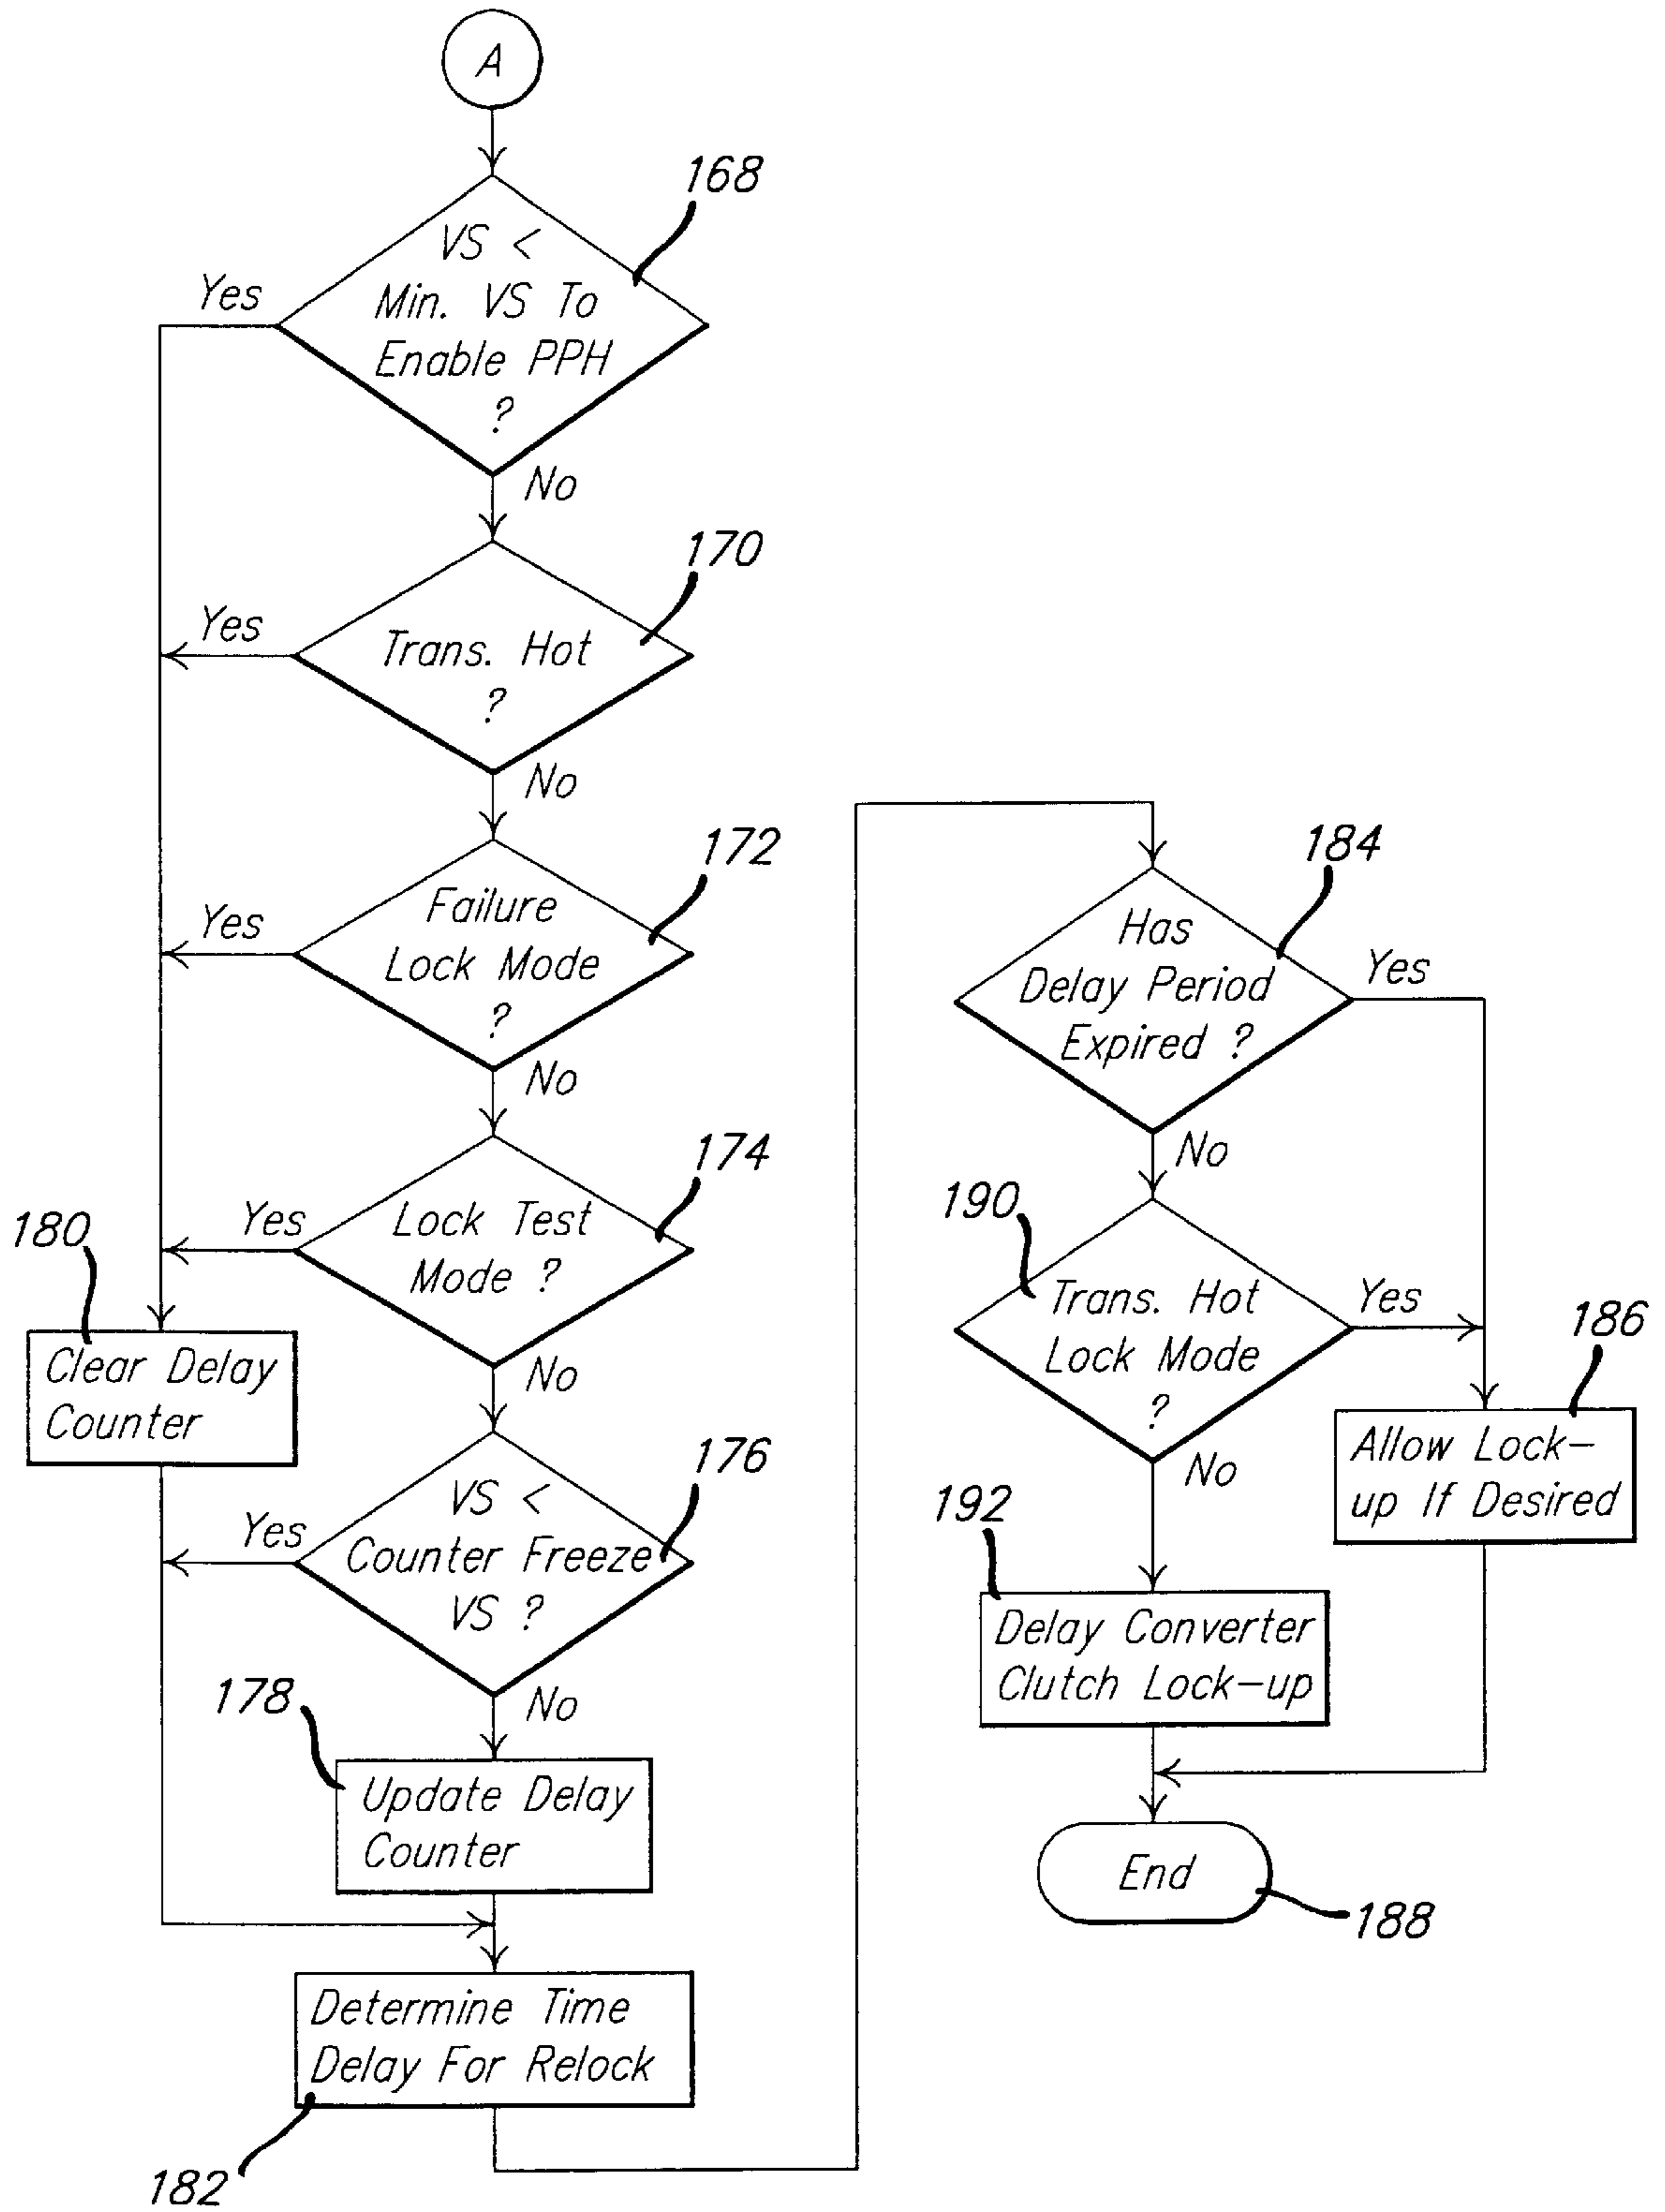 A
168
VS <
Min. VS To
Enable PPH
?
Yes
No
170
Trans. Hot
?
Yes
No
172
Failure
Lock Mode
?
Yes
No
174
Lock Test
Mode ?
Yes
No
180
Clear Delay
Counter
176
VS <
Counter Freeze
VS ?
Yes
No
178
Update Delay
Counter
Determine Time
Delay For Relock
182
184
Has
Delay Period
Expired ?
Yes
No
190
Trans. Hot
Lock Mode
?
Yes
No
186
Allow Lock-
up If Desired
192
Delay Converter
Clutch Lock-up
End
188